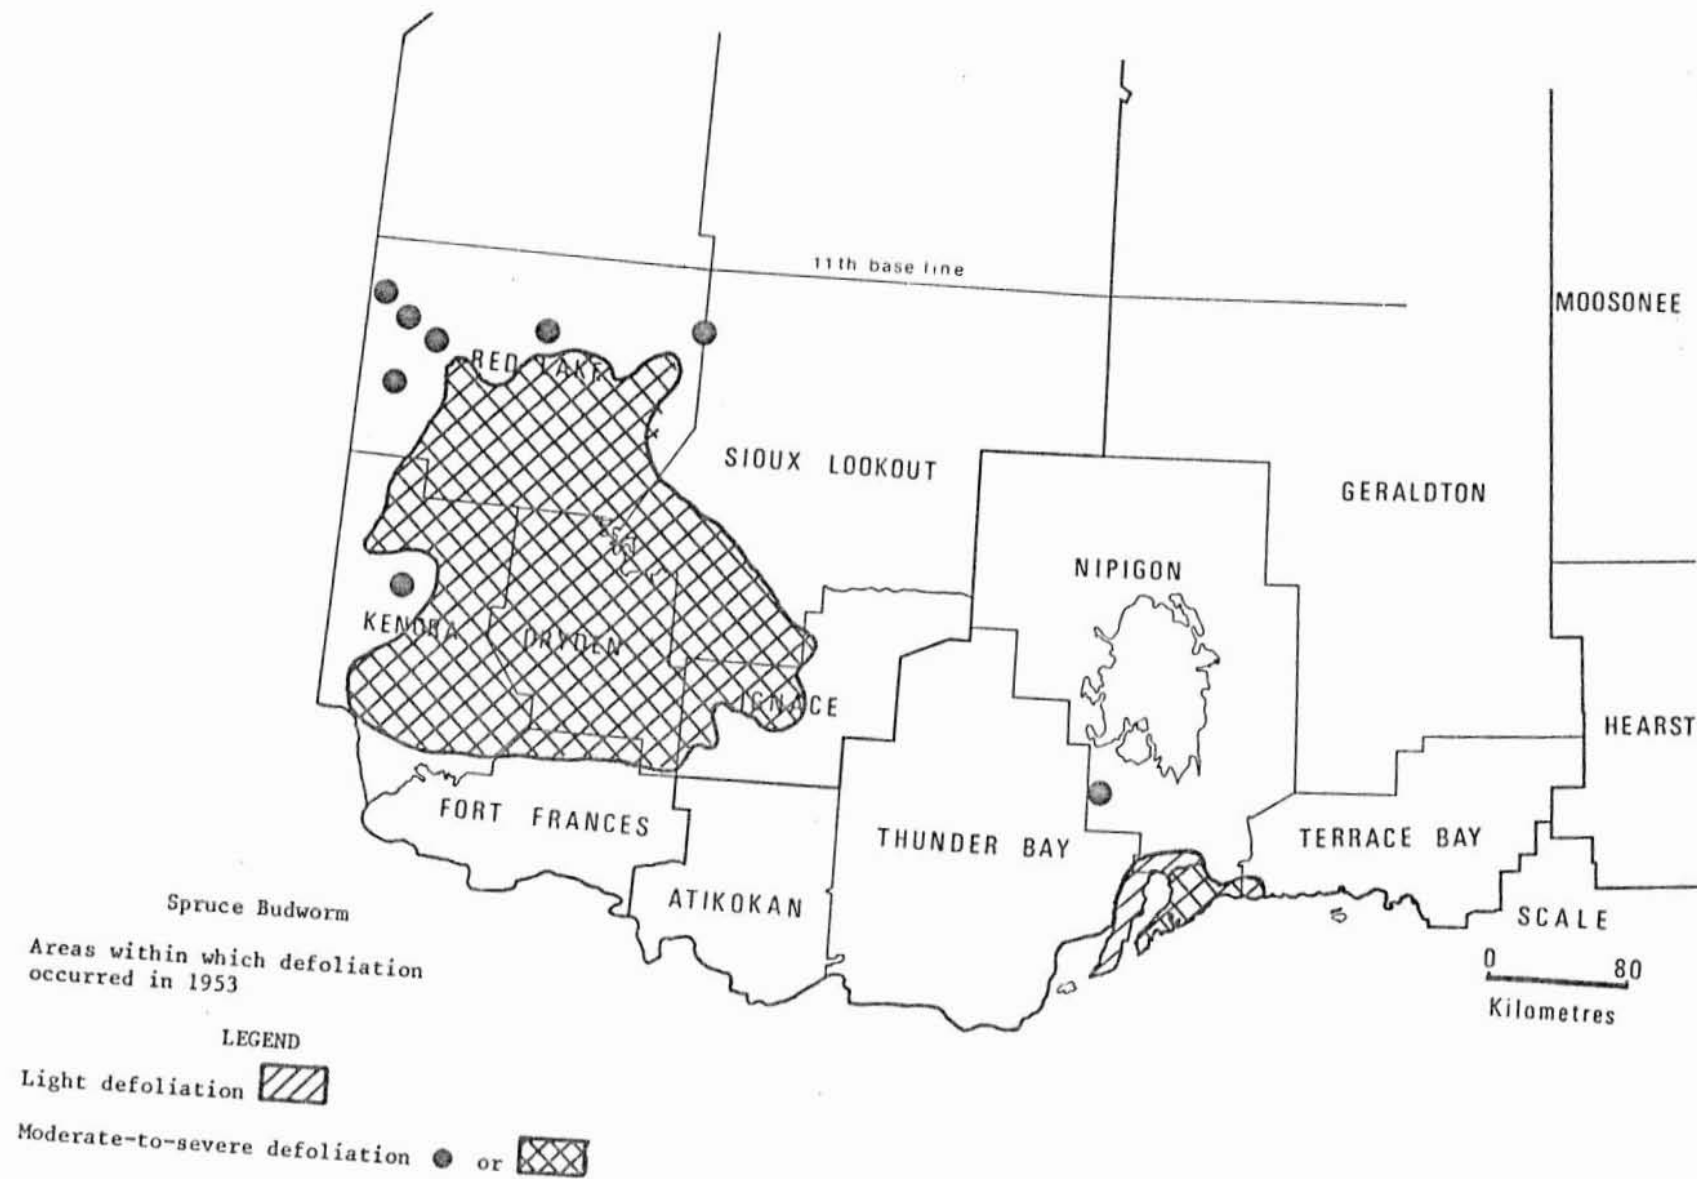 11th base line
MOOSONEE
RED LAKE
SIOUX LOOKOUT
GERALDTON
NIPIGON
KENORA
DRYDEN
IGNACE
HEARST
FORT FRANCES
THUNDER BAY
TERRACE BAY
ATIKOKAN
SCALE
0 80
Kilometres
Spruce Budworm
Areas within which defoliation
occurred in 1953
LEGEND
Light defoliation
Moderate-to-severe defoliation or